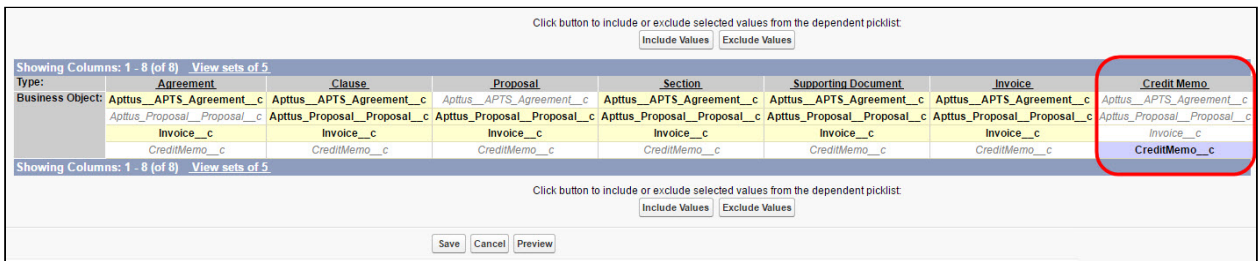 Click button to include or exclude selected values from the dependent picklist:
Include Values Exclude Values
Showing Columns: 1 - 8 (of 8) View sets of 5
Type: Agreement Clause Proposal Section Supporting Document Invoice Credit Memo
Business Object: Apttus__APTS_Agreement__c Apttus__APTS_Agreement__c Apttus__APTS_Agreement__c Apttus__APTS_Agreement__c Apttus__APTS_Agreement__c Apttus__APTS_Agreement__c Apttus__APTS_Agreement__c
Apttus_Proposal__Proposal__c Apttus_Proposal__Proposal__c Apttus_Proposal__Proposal__c Apttus_Proposal__Proposal__c Apttus_Proposal__Proposal__c Apttus_Proposal__Proposal__c Apttus_Proposal__Proposal__c
Invoice__c Invoice__c Invoice__c Invoice__c Invoice__c Invoice__c Invoice__c
CreditMemo__c CreditMemo__c CreditMemo__c CreditMemo__c CreditMemo__c CreditMemo__c CreditMemo__c
Showing Columns: 1 - 8 (of 8) View sets of 5
Click button to include or exclude selected values from the dependent picklist:
Include Values Exclude Values
Save Cancel Preview